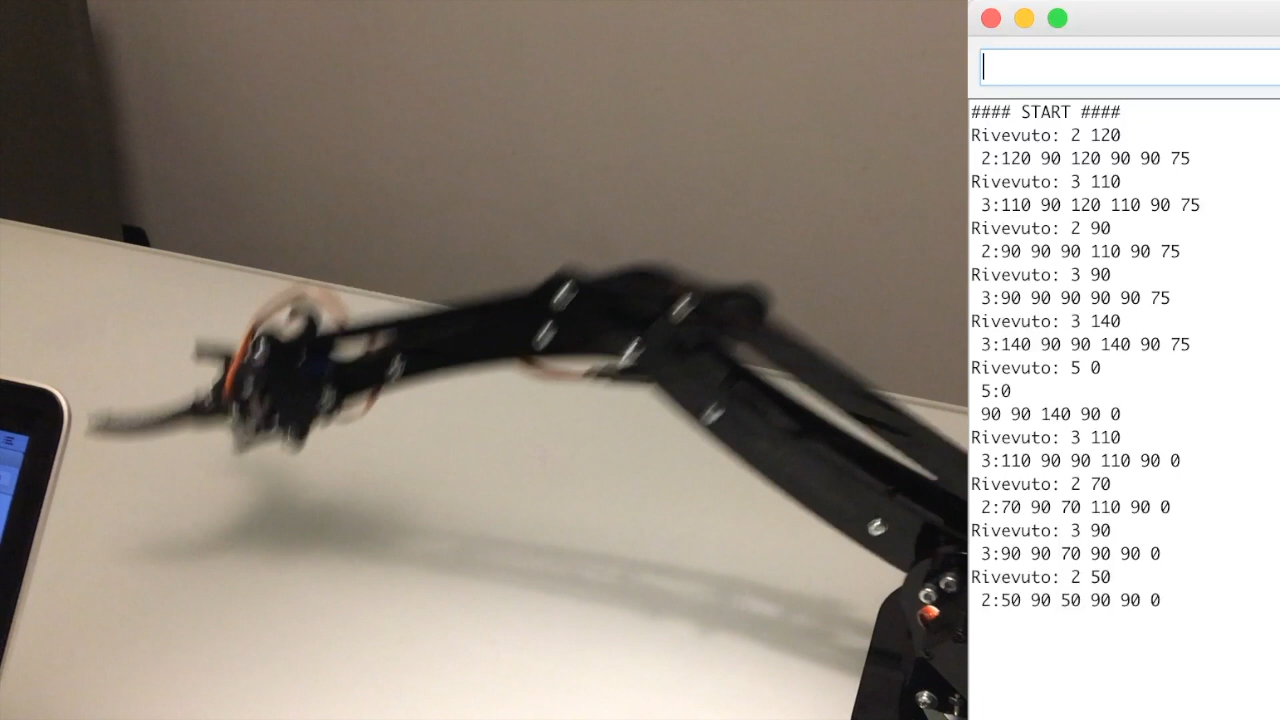 #### START ####
Rivevuto: 2 120
2:120 90 120 90 90 75
Rivevuto: 3 110
3:110 90 120 110 90 75
Rivevuto: 2 90
2:90 90 90 110 90 75
Rivevuto: 3 90
3:90 90 90 90 90 75
Rivevuto: 3 140
3:140 90 90 140 90 75
Rivevuto: 5 0
5:0
90 90 140 90 0
Rivevuto: 3 110
3:110 90 90 110 90 0
Rivevuto: 2 70
2:70 90 70 110 90 0
Rivevuto: 3 90
3:90 90 70 90 90 0
Rivevuto: 2 50
2:50 90 50 90 90 0